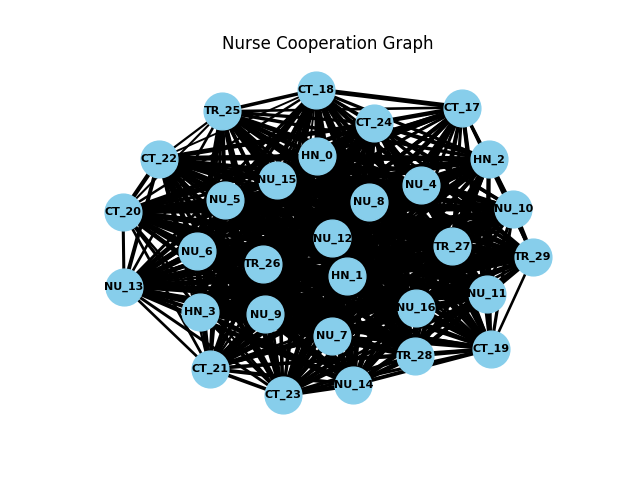 Nurse Cooperation Graph
CT_18
TR_25
CT_17
CT_24
HN_0
CT_22
HN_2
NU_15
NU_4
NU_5
NU_8
NU_10
CT_20
NU_12
TR_27
NU_6
TR_29
TR_26
HN_1
NU_13
NU_11
NU_16
HN_3
NU_9
NU_7
CT_19
TR_28
CT_21
NU_14
CT_23